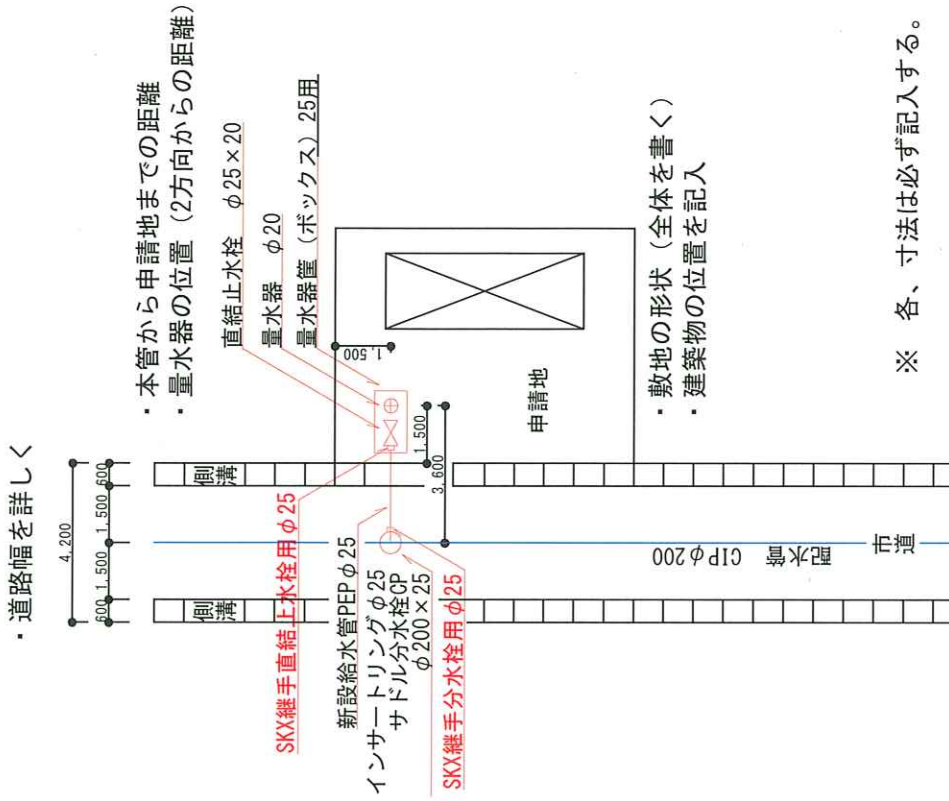 ・道路幅を詳しく
4,200
600 1,500 1,500 600
側溝
側溝
・本管から申請地までの距離
・量水器の位置（2方向からの距離）
直結止水栓　φ25×20
量水器　φ20
量水器筐（ボックス）25用
1,500
1,500
3,600
SKX継手直結止水栓用φ25
新設給水管PEPφ25
インサートリングφ25
サドル分水栓CP
φ200×25
SKX継手分水栓用φ25
申請地
・敷地の形状（全体を書く）
・建築物の位置を記入
配水管　CIPφ200
市道
※　各、寸法は必ず記入する。